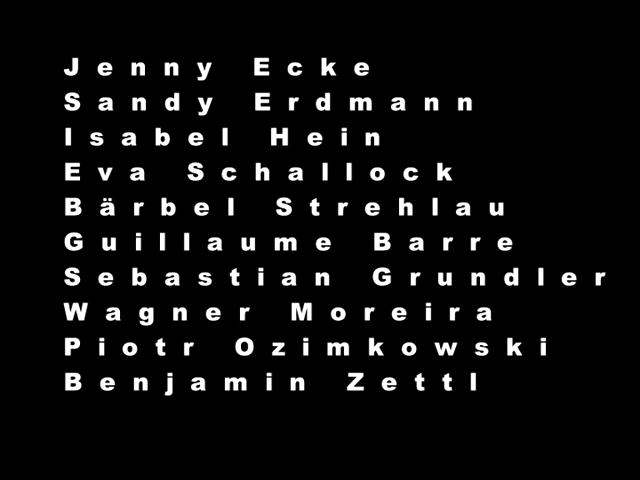 Jenny Ecke
Sandy Erdmann
Isabel Hein
Eva Schallock
Bärbel Strehlau
Guillaume Barre
Sebastian Grundler
Wagner Moreira
Piotr Ozimkowski
Benjamin Zettl